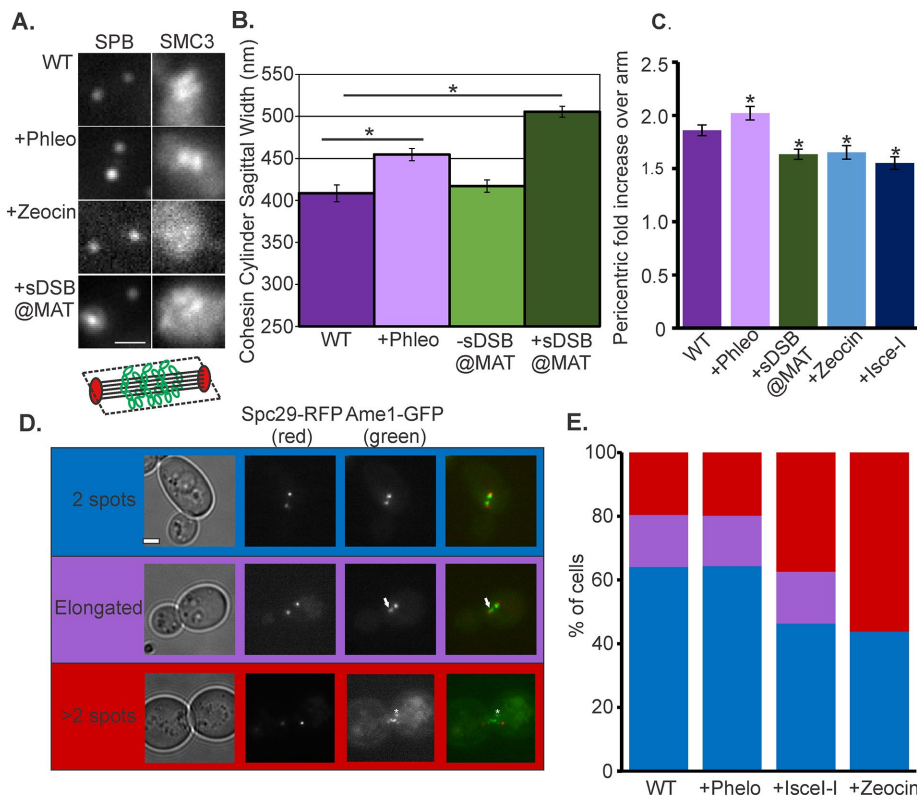 A.
SPB SMC3
WT
+Phleo
+Zeocin
+sDSB
@MAT
B.
Cohesin Cylinder Sagittal Width (nm)
550
500
450
400
350
300
250
*
*
WT +Phleo -sDSB +sDSB
@MAT @MAT
C.
Pericentric fold increase over arm
2.5
2.0
1.5
1.0
0.5
0
*
*
*
*
WT
+Phleo
+sDSB
@MAT
+Zeocin
+Isce-I
D.
Spc29-RFP Ame1-GFP
(red) (green)
2 spots
Elongated
>2 spots
*
*
E.
% of cells
100
80
60
40
20
0
WT +Phelo +IsceI-I +Zeocin